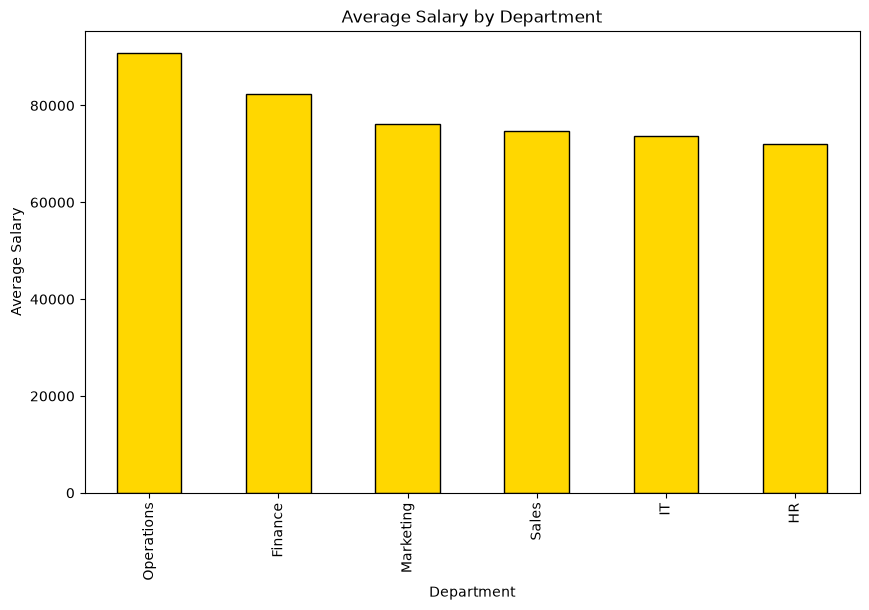 Average Salary by Department
Average Salary
80000
60000
40000
20000
0
Operations
Finance
Marketing
Sales
IT
HR
Department